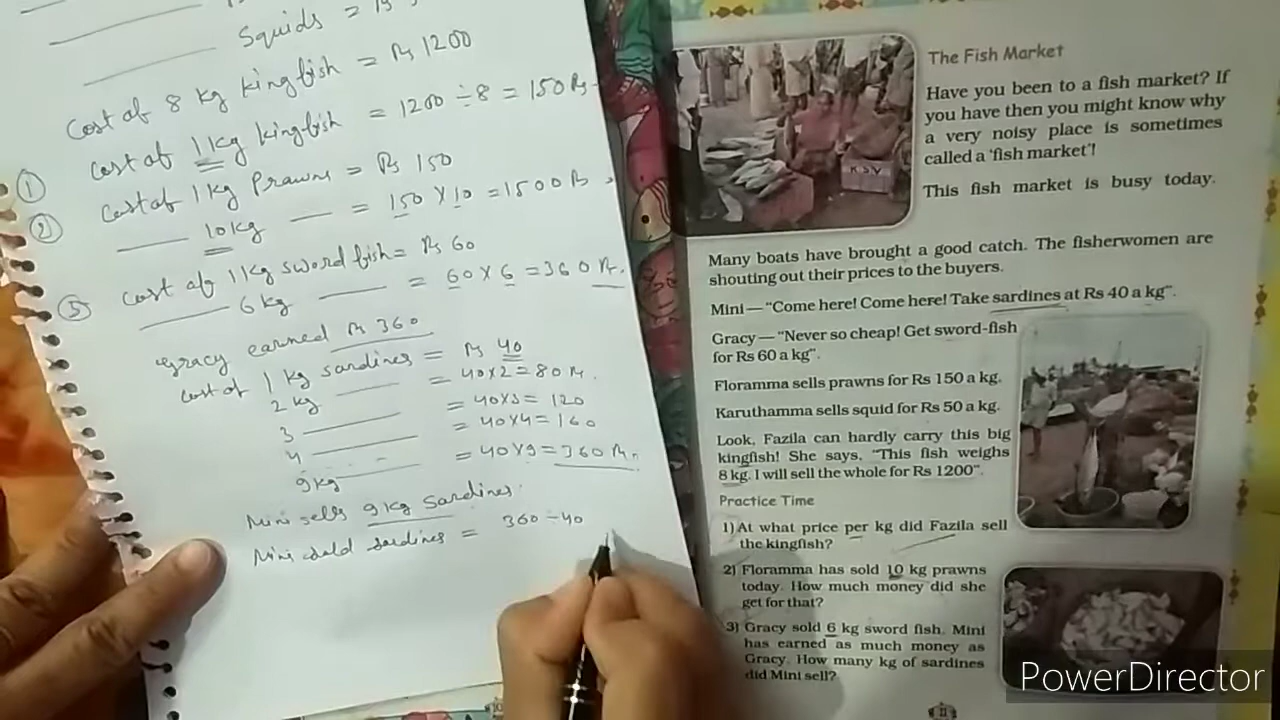 Squids = Rs
Cost of 8 kg kingfish = Rs 1200
Cost of 1 kg kingfish = 1200 ÷ 8 = 150 Rs.
① Cost of 1 kg Prawns = Rs 150
② 10 kg = 150 × 10 = 1500 Rs.
③ Cost of 1 kg sword fish = Rs 60
6 kg = 60 × 6 = 360 Rs.
Gracy earned Rs 360
Cost of 1 kg sardines = Rs 40
2 kg = 40×2 = 80 Rs.
3 = 40×3 = 120
4 = 40×4 = 160
9 kg = 40×9 = 360 Rs.
Mini sells 9 kg sardines.
Mini sold sardines = 360 ÷ 40
The Fish Market
Have you been to a fish market? If
you have then you might know why
a very noisy place is sometimes
called a 'fish market'!
KSV
This fish market is busy today.
Many boats have brought a good catch. The fisherwomen are
shouting out their prices to the buyers.
Mini — "Come here! Come here! Take sardines at Rs 40 a kg".
Gracy — "Never so cheap! Get sword-fish
for Rs 60 a kg".
Floramma sells prawns for Rs 150 a kg.
Karuthamma sells squid for Rs 50 a kg.
Look, Fazila can hardly carry this big
kingfish! She says, "This fish weighs
8 kg. I will sell the whole for Rs 1200".
Practice Time
1) At what price per kg did Fazila sell
the kingfish?
2) Floramma has sold 10 kg prawns
today. How much money did she
get for that?
3) Gracy sold 6 kg sword fish. Mini
has earned as much money as
Gracy. How many kg of sardines
did Mini sell?
11
PowerDirector